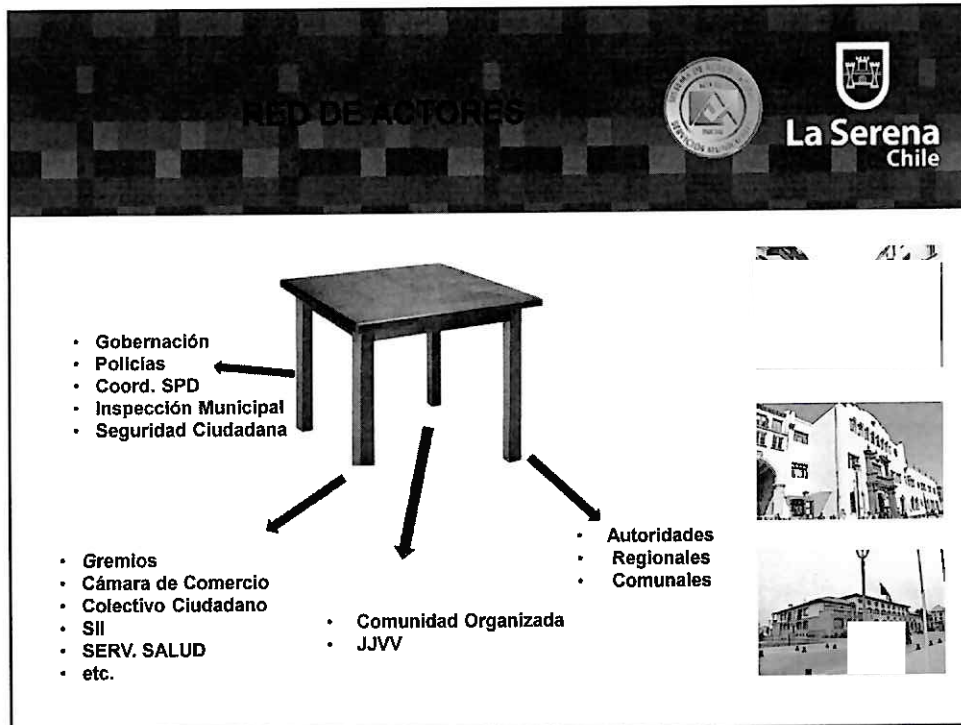 RED DE ACTORES
La Serena
Chile
• Gobernación
• Policías
• Coord. SPD
• Inspección Municipal
• Seguridad Ciudadana
• Gremios
• Cámara de Comercio
• Colectivo Ciudadano
• SII
• SERV. SALUD
• etc.
• Comunidad Organizada
• JJVV
• Autoridades
• Regionales
• Comunales